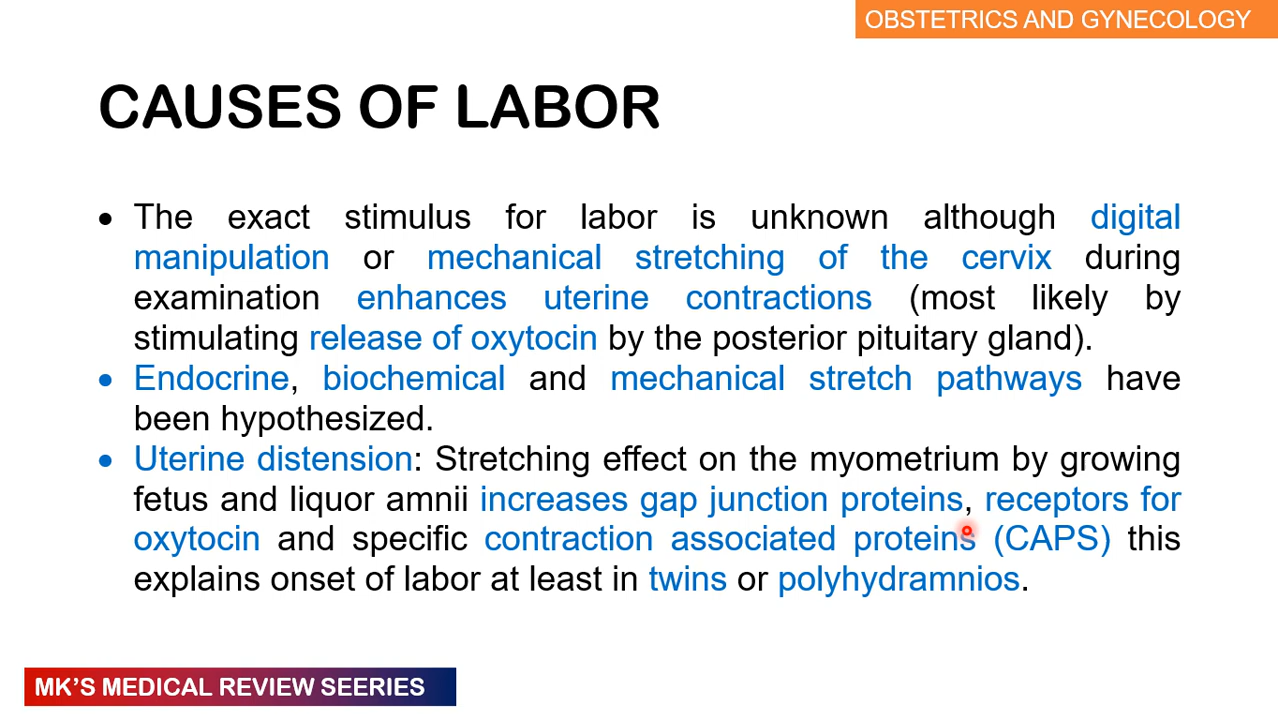 OBSTETRICS AND GYNECOLOGY
CAUSES OF LABOR
• The exact stimulus for labor is unknown although digital
manipulation or mechanical stretching of the cervix during
examination enhances uterine contractions (most likely by
stimulating release of oxytocin by the posterior pituitary gland).
• Endocrine, biochemical and mechanical stretch pathways have
been hypothesized.
• Uterine distension: Stretching effect on the myometrium by growing
fetus and liquor amnii increases gap junction proteins, receptors for
oxytocin and specific contraction associated proteins (CAPS) this
explains onset of labor at least in twins or polyhydramnios.
MK'S MEDICAL REVIEW SEERIES